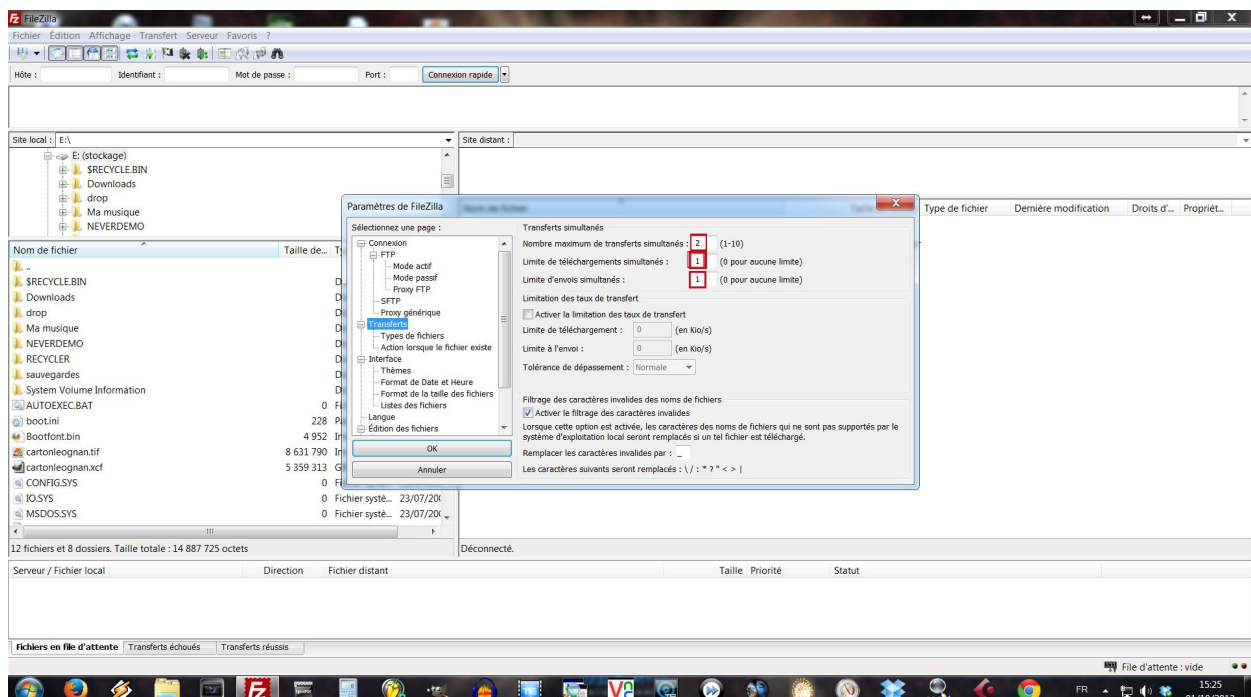 FileZilla
Fichier Édition Affichage Transfert Serveur Favoris ?
Hôte : Identifiant : Mot de passe : Port : Connexion rapide
Site local : E:\
Site distant :
E: (stockage)
$RECYCLE.BIN
Downloads
drop
Ma musique
NEVERDEMO
Nom de fichier Taille de...
Type de fichier Dernière modification Droits d'... Propriét...
..
$RECYCLE.BIN
Downloads
drop
Ma musique
NEVERDEMO
RECYCLER
sauvegardes
System Volume Information
AUTOEXEC.BAT 0
boot.ini 228
Bootfont.bin 4 952
cartonleognan.tif 8 631 790
cartonleognan.xcf 5 359 313
CONFIG.SYS 0
IO.SYS 0 Fichier systè... 23/07/200
MSDOS.SYS 0 Fichier systè... 23/07/200
12 fichiers et 8 dossiers. Taille totale : 14 887 725 octets
Déconnecté.
Paramètres de FileZilla
Sélectionnez une page :
Connexion
FTP
Mode actif
Mode passif
Proxy FTP
SFTP
Proxy générique
Transferts
Types de fichiers
Action lorsque le fichier existe
Interface
Thèmes
Format de Date et Heure
Format de la taille des fichiers
Listes des fichiers
Langue
Édition des fichiers
OK
Annuler
Transferts simultanés
Nombre maximum de transferts simultanés : 2 (1-10)
Limite de téléchargements simultanés : 1 (0 pour aucune limite)
Limite d'envois simultanés : 1 (0 pour aucune limite)
Limitation des taux de transfert
Activer la limitation des taux de transfert
Limite de téléchargement : 0 (en Kio/s)
Limite à l'envoi : 0 (en Kio/s)
Tolérance de dépassement : Normale
Filtrage des caractères invalides des noms de fichiers
Activer le filtrage des caractères invalides
Lorsque cette option est activée, les caractères des noms de fichiers qui ne sont pas supportés par le
système d'exploitation local seront remplacés si un tel fichier est téléchargé.
Remplacer les caractères invalides par : _
Les caractères suivants seront remplacés : \ / : * ? " < > |
Serveur / Fichier local Direction Fichier distant Taille Priorité Statut
Fichiers en file d'attente Transferts échoués Transferts réussis
File d'attente : vide
FR 15:25